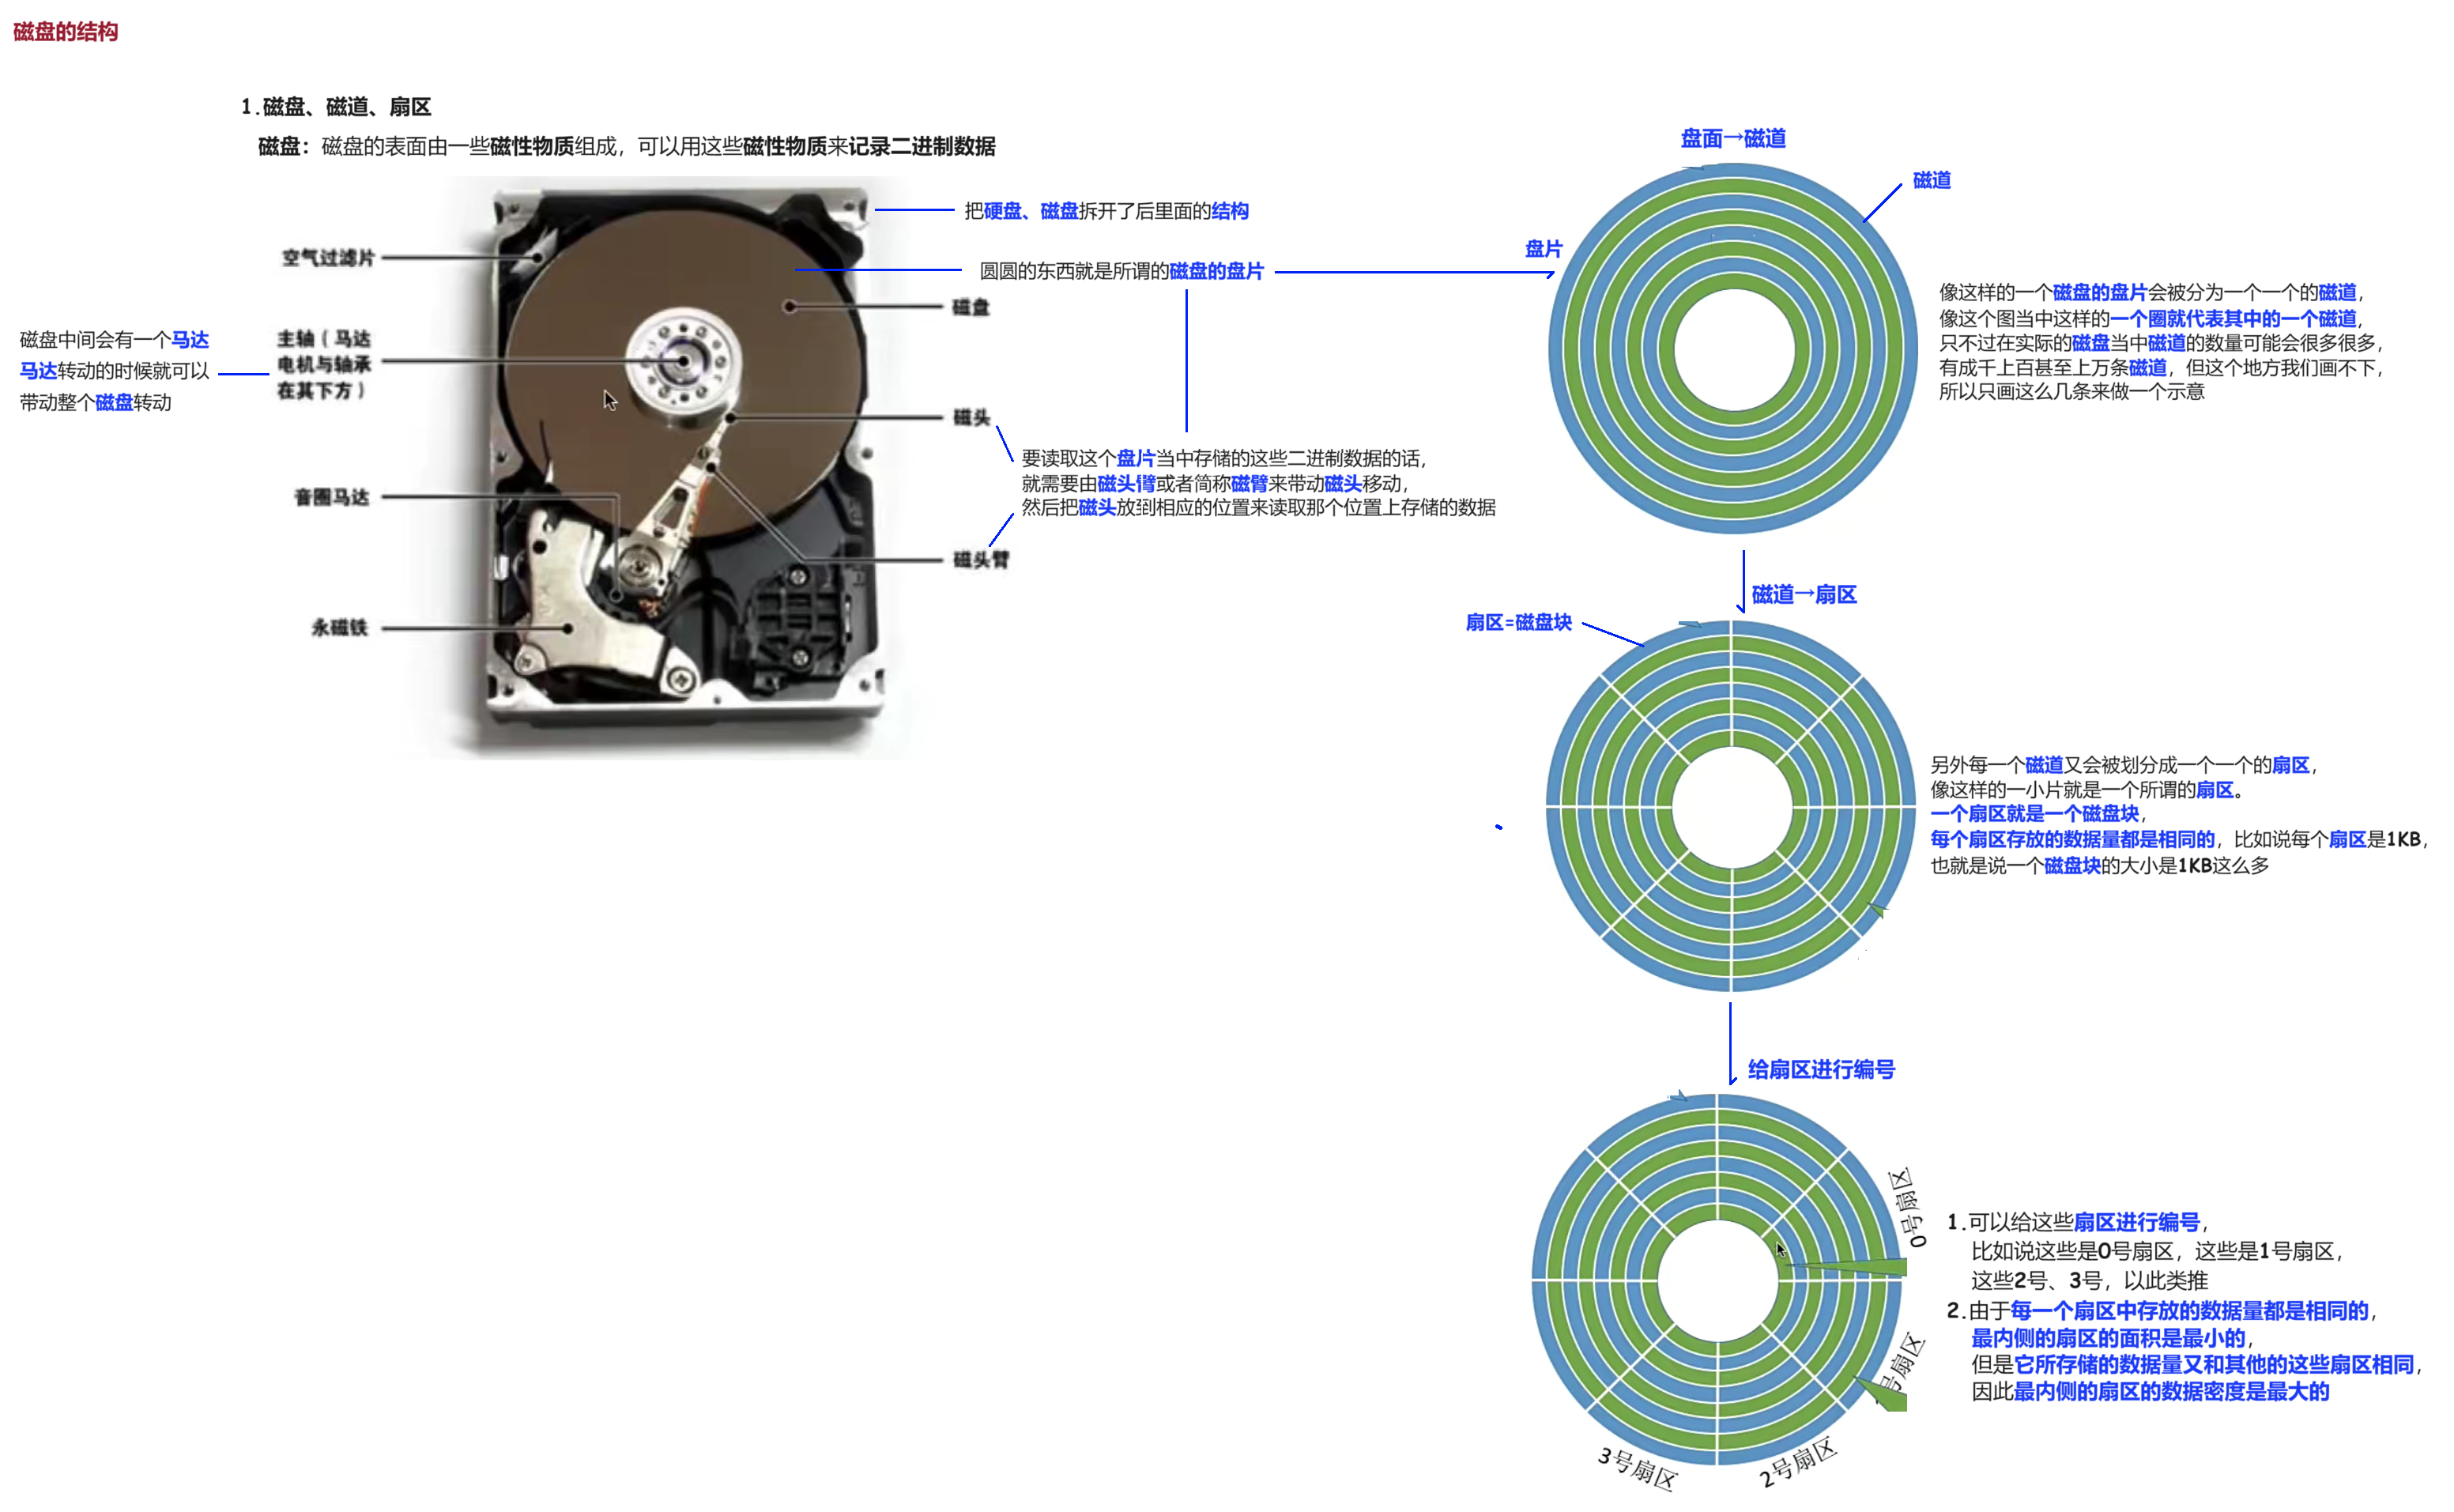 磁盘的结构
1.磁盘、磁道、扇区
磁盘：磁盘的表面由一些磁性物质组成，可以用这些磁性物质来记录二进制数据
把硬盘、磁盘拆开了后里面的结构
圆圆的东西就是所谓的磁盘的盘片
空气过滤片
磁盘
磁盘中间会有一个马达
马达转动的时候就可以
带动整个磁盘转动
主轴（马达
电机与轴承
在其下方）
磁头
要读取这个盘片当中存储的这些二进制数据的话，
就需要由磁头臂或者简称磁臂来带动磁头移动，
然后把磁头放到相应的位置来读取那个位置上存储的数据
音圈马达
磁头臂
永磁铁
盘面→磁道
磁道
盘片
像这样的一个磁盘的盘片会被分为一个一个的磁道，
像这个图当中这样的一个圈就代表其中的一个磁道，
只不过在实际的磁盘当中磁道的数量可能会很多很多，
有成千上百甚至上万条磁道，但这个地方我们画不下，
所以只画这么几条来做一个示意
磁道→扇区
扇区=磁盘块
另外每一个磁道又会被划分成一个一个的扇区，
像这样的一小片就是一个所谓的扇区。
一个扇区就是一个磁盘块，
每个扇区存放的数据量都是相同的，比如说每个扇区是1KB，
也就是说一个磁盘块的大小是1KB这么多
给扇区进行编号
0号扇区
号扇区
2号扇区
3号扇区
1.可以给这些扇区进行编号，
比如说这些是0号扇区，这些是1号扇区，
这些2号、3号，以此类推
2.由于每一个扇区中存放的数据量都是相同的，
最内侧的扇区的面积是最小的，
但是它所存储的数据量又和其他的这些扇区相同，
因此最内侧的扇区的数据密度是最大的